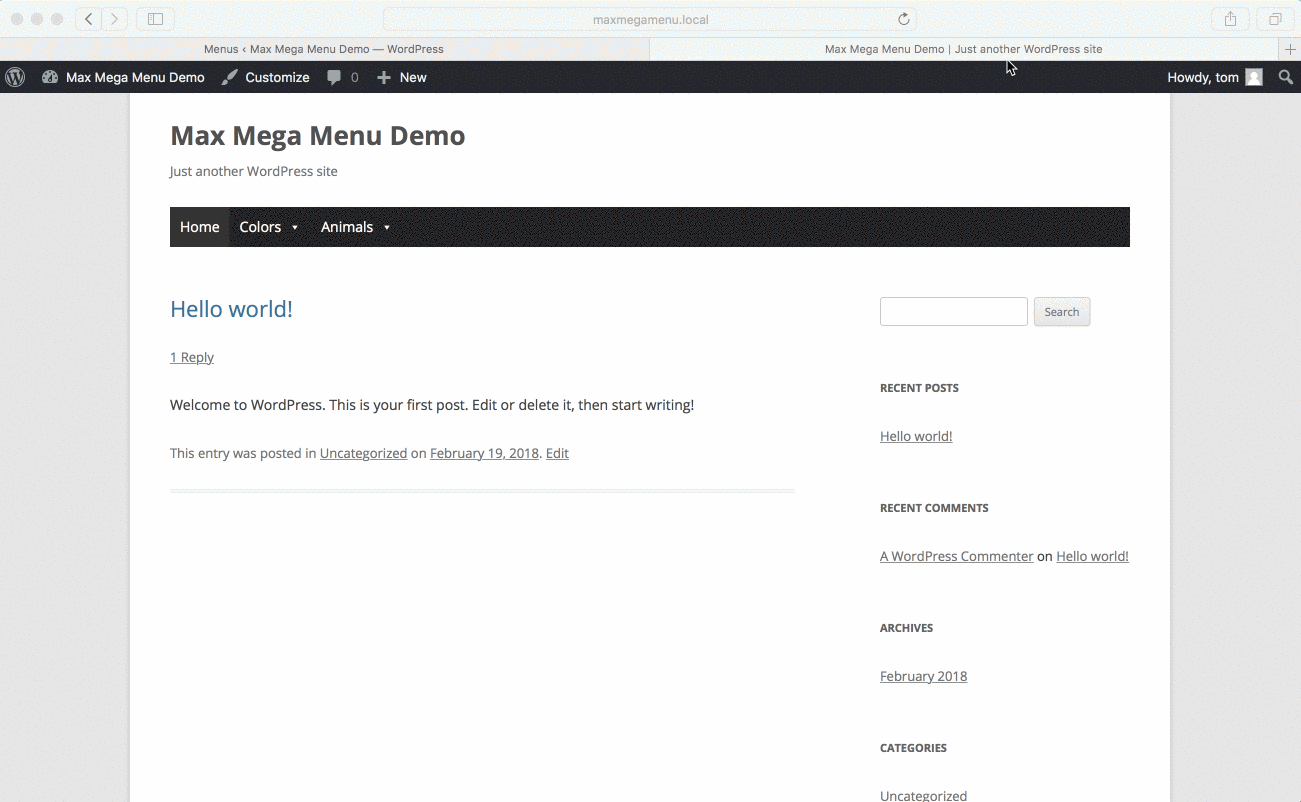 maxmegamenu.local
Menus ‹ Max Mega Menu Demo — WordPress
Max Mega Menu Demo | Just another WordPress site
Max Mega Menu Demo Customize 0 New Howdy, tom
Max Mega Menu Demo
Just another WordPress site
Home Colors Animals
Hello world!
Search
1 Reply
RECENT POSTS
Welcome to WordPress. This is your first post. Edit or delete it, then start writing!
Hello world!
This entry was posted in Uncategorized on February 19, 2018. Edit
RECENT COMMENTS
A WordPress Commenter on Hello world!
ARCHIVES
February 2018
CATEGORIES
Uncategorized